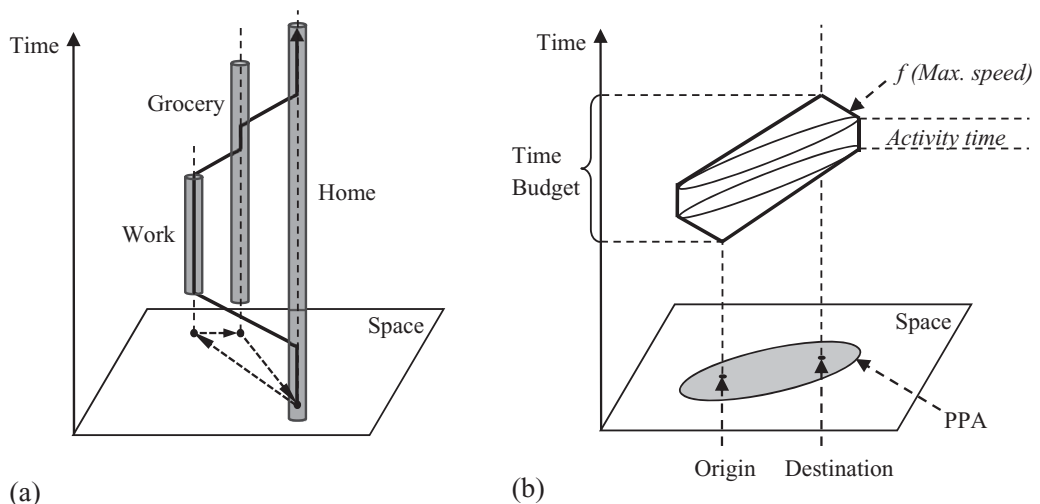 Time
Grocery
Work
Home
Space
(a)
Time
f (Max. speed)
Activity time
Time
Budget
Space
PPA
Origin
Destination
(b)